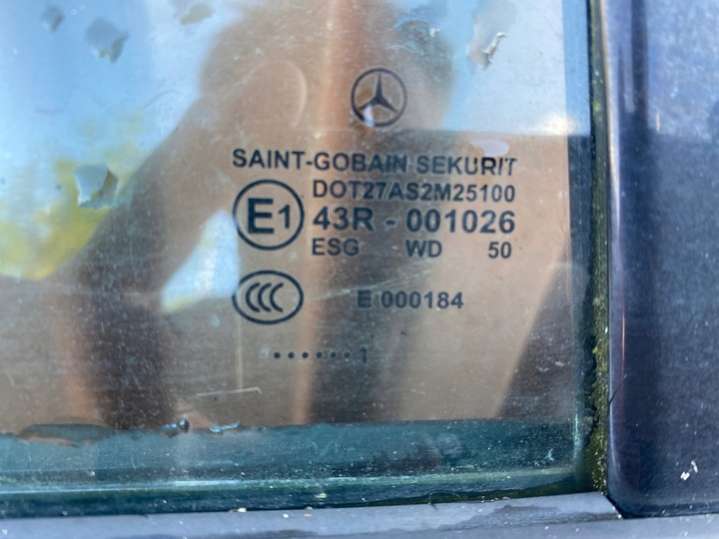 SAINT-GOBAIN SEKURIT
DOT27AS2M25100
E1 43R - 001026
ESG WD 50
CCC E 000184
...... 1